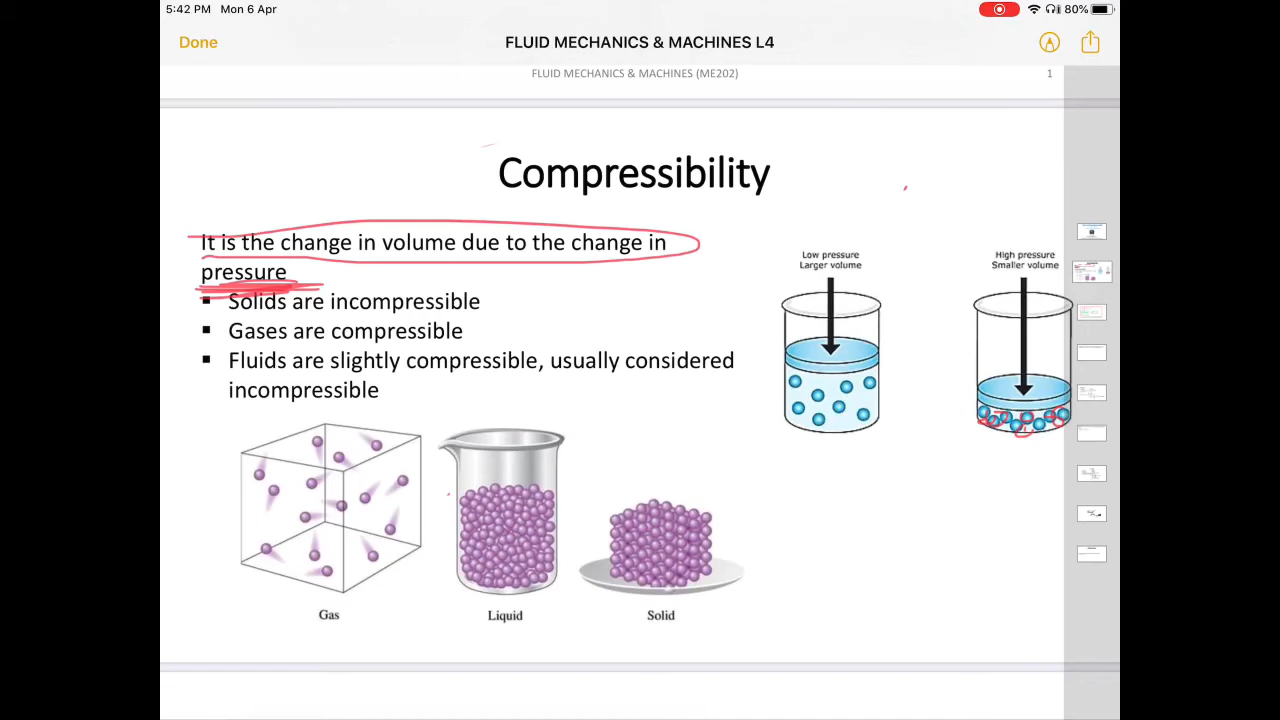 5:42 PM Mon 6 Apr
80%
Done
FLUID MECHANICS & MACHINES L4
FLUID MECHANICS & MACHINES (ME202)
1
Compressibility
It is the change in volume due to the change in
pressure
▪ Solids are incompressible
▪ Gases are compressible
▪ Fluids are slightly compressible, usually considered
incompressible
Low pressure
Larger volume
High pressure
Smaller volume
Gas
Liquid
Solid